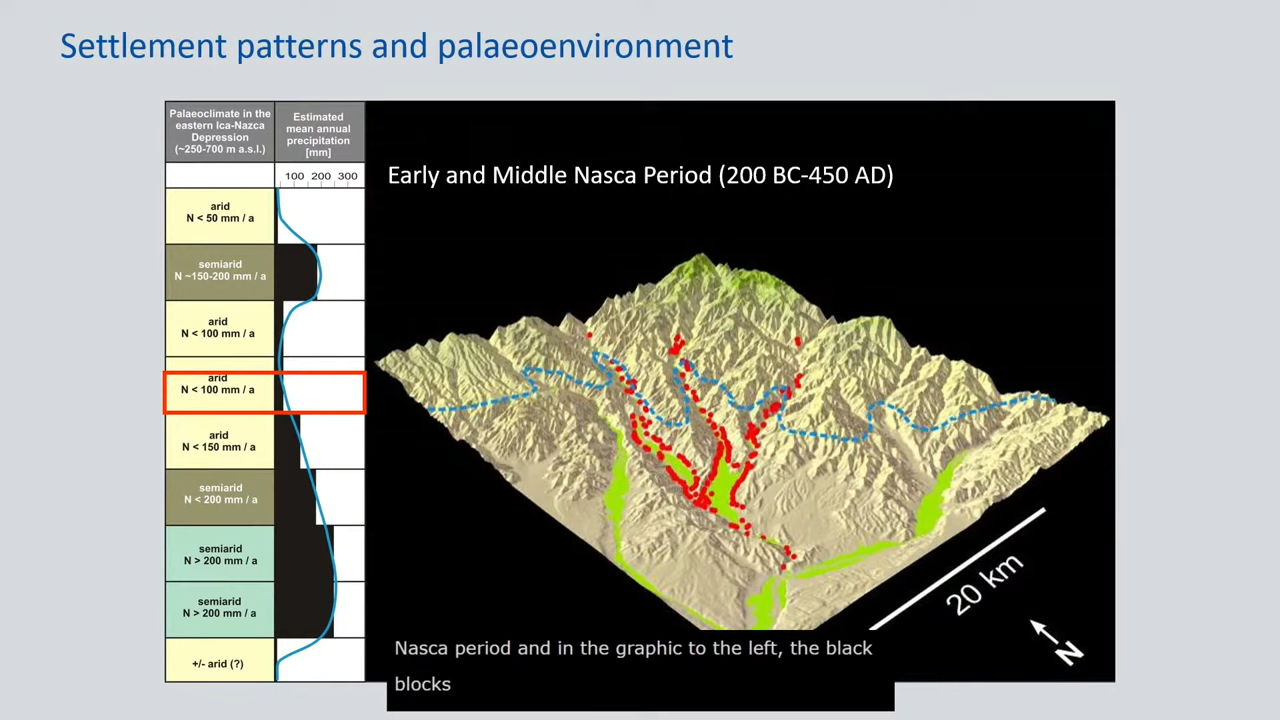 Settlement patterns and palaeoenvironment
Palaeoclimate in the
eastern Ica-Nazca
Depression
(~250-700 m a.s.l.)
Estimated
mean annual
precipitation
[mm]
100 200 300
arid
N < 50 mm / a
semiarid
N ~150-200 mm / a
arid
N < 100 mm / a
arid
N < 100 mm / a
arid
N < 150 mm / a
semiarid
N < 200 mm / a
semiarid
N > 200 mm / a
semiarid
N > 200 mm / a
+/- arid (?)
Early and Middle Nasca Period (200 BC-450 AD)
20 km
N
Nasca period and in the graphic to the left, the black
blocks